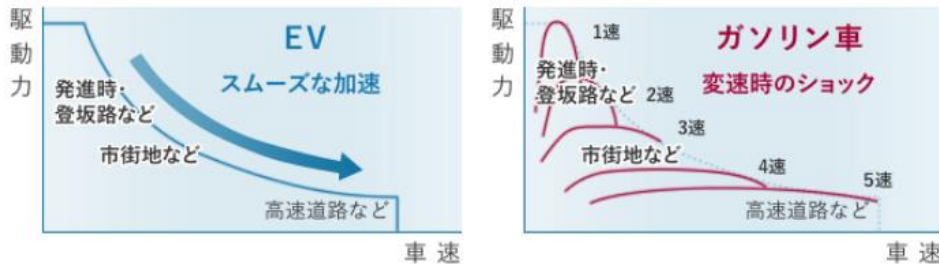 駆動力
EV
スムーズな加速
発進時・
登坂路など
市街地など
高速道路など
車速
駆動力
ガソリン車
変速時のショック
1速
発進時・
登坂路など
2速
3速
市街地など
4速
5速
高速道路など
車速